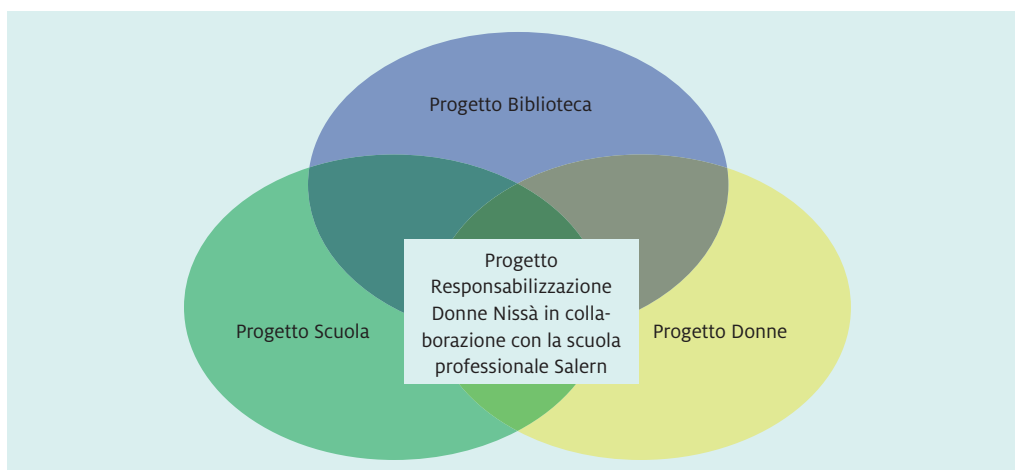 Progetto Biblioteca
Progetto
Responsabilizzazione
Donne Nissà in colla-
borazione con la scuola
professionale Salern
Progetto Scuola
Progetto Donne